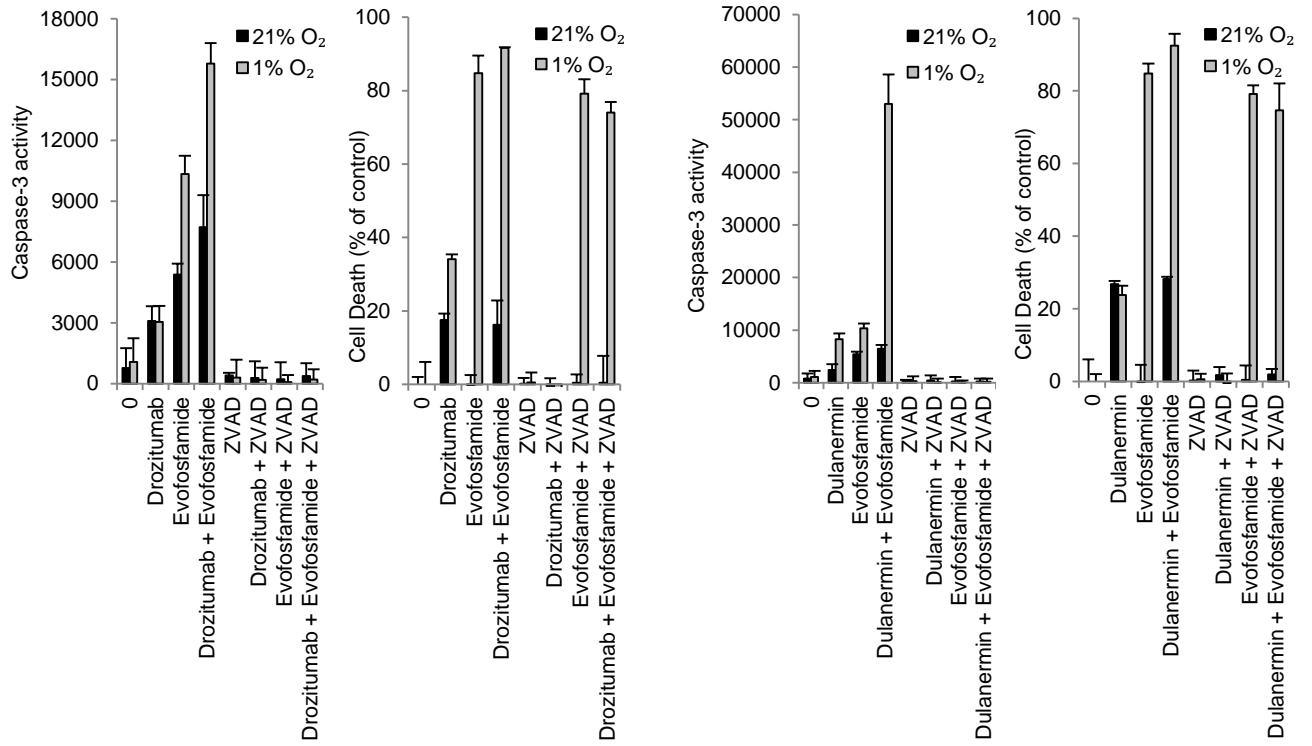 Caspase-3 activity
18000
15000
12000
9000
6000
3000
0
21% O₂
1% O₂
0
Drozitumab
Evofosfamide
Drozitumab + Evofosfamide
ZVAD
Drozitumab + ZVAD
Evofosfamide + ZVAD
Drozitumab + Evofosfamide + ZVAD
Cell Death (% of control)
100
80
60
40
20
0
21% O₂
1% O₂
0
Drozitumab
Evofosfamide
Drozitumab + Evofosfamide
ZVAD
Drozitumab + ZVAD
Evofosfamide + ZVAD
Drozitumab + Evofosfamide + ZVAD
Caspase-3 activity
70000
60000
50000
40000
30000
20000
10000
0
21% O₂
1% O₂
0
Dulanermin
Evofosfamide
Dulanermin + Evofosfamide
ZVAD
Dulanermin + ZVAD
Evofosfamide + ZVAD
Dulanermin + Evofosfamide + ZVAD
Cell Death (% of control)
100
80
60
40
20
0
21% O₂
1% O₂
0
Dulanermin
Evofosfamide
Dulanermin + Evofosfamide
ZVAD
Dulanermin + ZVAD
Evofosfamide + ZVAD
Dulanermin + Evofosfamide + ZVAD